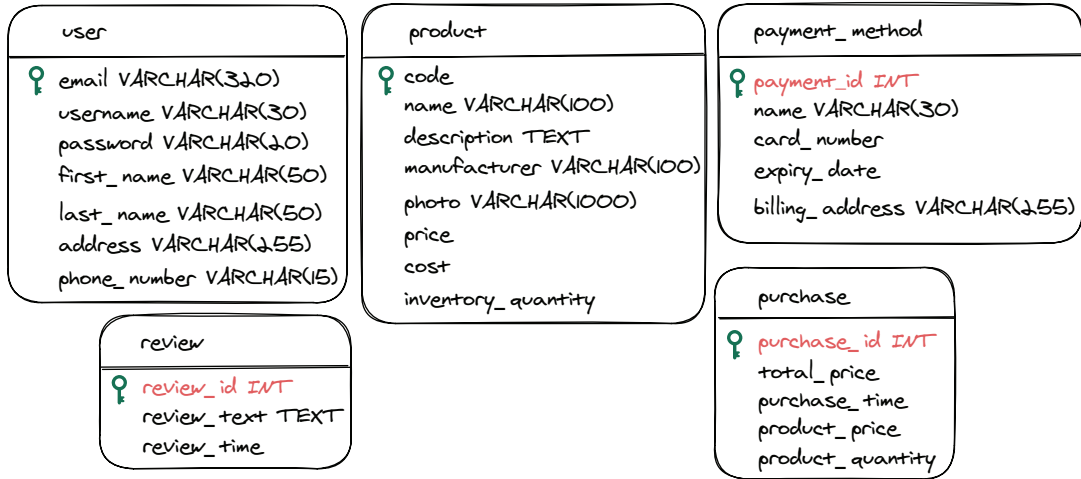 user
email VARCHAR(320)
username VARCHAR(30)
password VARCHAR(20)
first_name VARCHAR(50)
last_name VARCHAR(50)
address VARCHAR(255)
phone_number VARCHAR(15)
product
code
name VARCHAR(100)
description TEXT
manufacturer VARCHAR(100)
photo VARCHAR(1000)
price
cost
inventory_quantity
payment_method
payment_id INT
name VARCHAR(30)
card_number
expiry_date
billing_address VARCHAR(255)
review
review_id INT
review_text TEXT
review_time
purchase
purchase_id INT
total_price
purchase_time
product_price
product_quantity